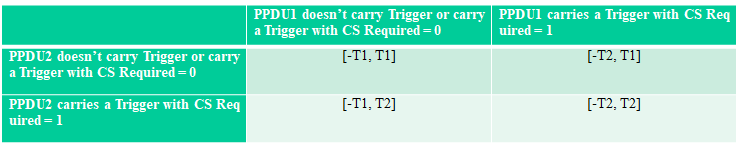 PPDU1 doesn’t carry Trigger or carry
a Trigger with CS Required = 0
PPDU1 carries a Trigger with CS Req
uired = 1
PPDU2 doesn’t carry Trigger or carry
a Trigger with CS Required = 0
[-T1, T1]
[-T2, T1]
PPDU2 carries a Trigger with CS Req
uired = 1
[-T1, T2]
[-T2, T2]